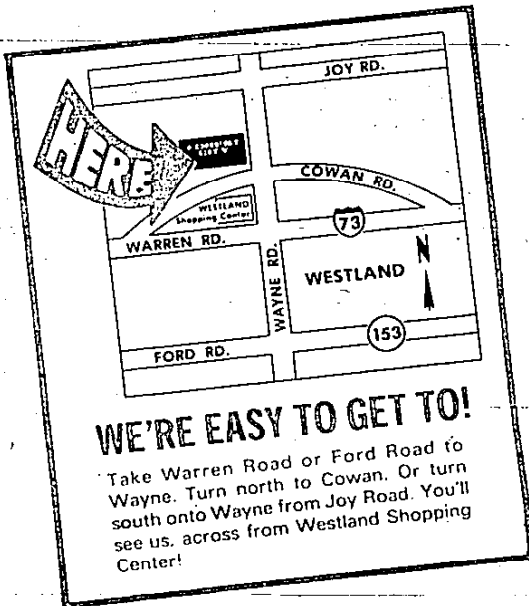 JOY RD.
HERE
COWAN RD.
WESTLAND
Shopping Center
73
WARREN RD.
WAYNE RD.
WESTLAND
N
153
FORD RD.
WE'RE EASY TO GET TO!
Take Warren Road or Ford Road to
Wayne. Turn north to Cowan. Or turn
south onto Wayne from Joy Road. You'll
see us, across from Westland Shopping
Center!